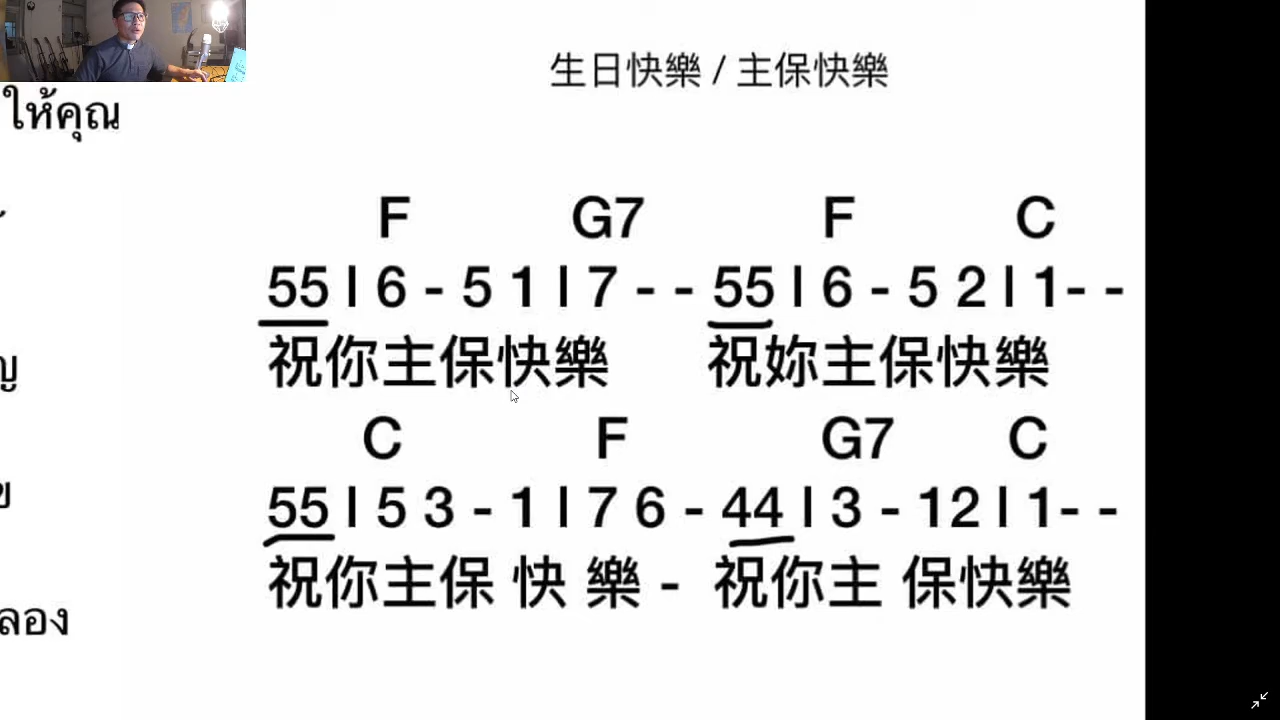 生日快樂 / 主保快樂
ให้คุณ
F G7 F C
55 | 6 - 5 1 | 7 - - 55 | 6 - 5 2 | 1 - -
祝你主保快樂 祝妳主保快樂
C F G7 C
55 | 5 3 - 1 | 7 6 - 44 | 3 - 12 | 1 - -
祝你主保 快 樂 - 祝你主 保快樂
ลอง